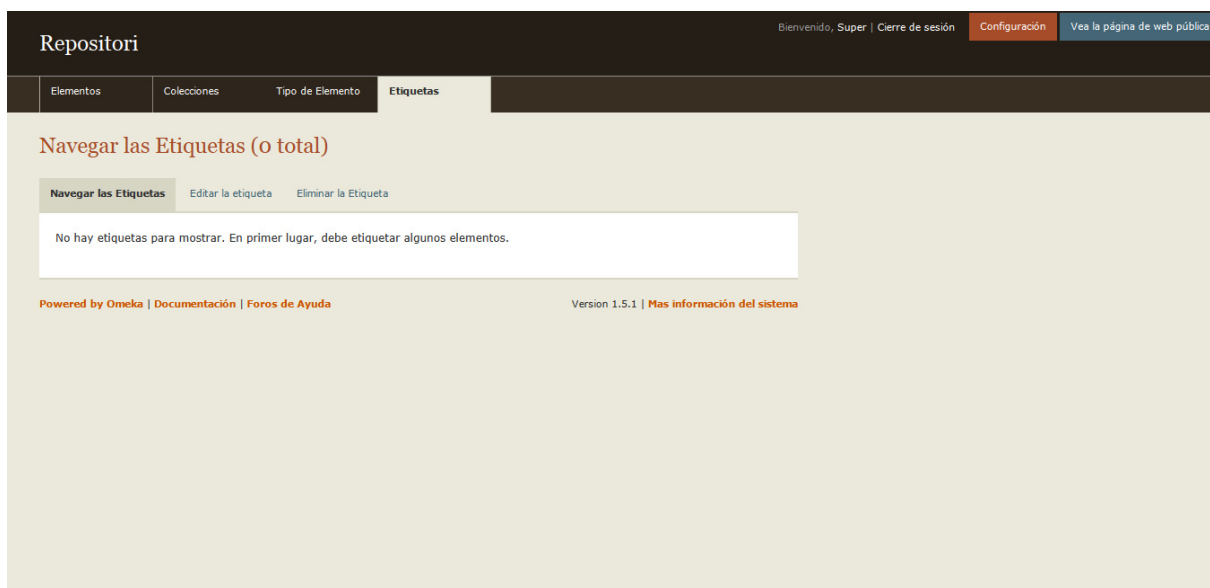 Bienvenido, Super | Cierre de sesión
Configuración
Vea la página de web pública
Repositori
Elementos
Colecciones
Tipo de Elemento
Etiquetas
Navegar las Etiquetas (0 total)
Navegar las Etiquetas
Editar la etiqueta
Eliminar la Etiqueta
No hay etiquetas para mostrar. En primer lugar, debe etiquetar algunos elementos.
Powered by Omeka | Documentación | Foros de Ayuda
Version 1.5.1 | Mas información del sistema